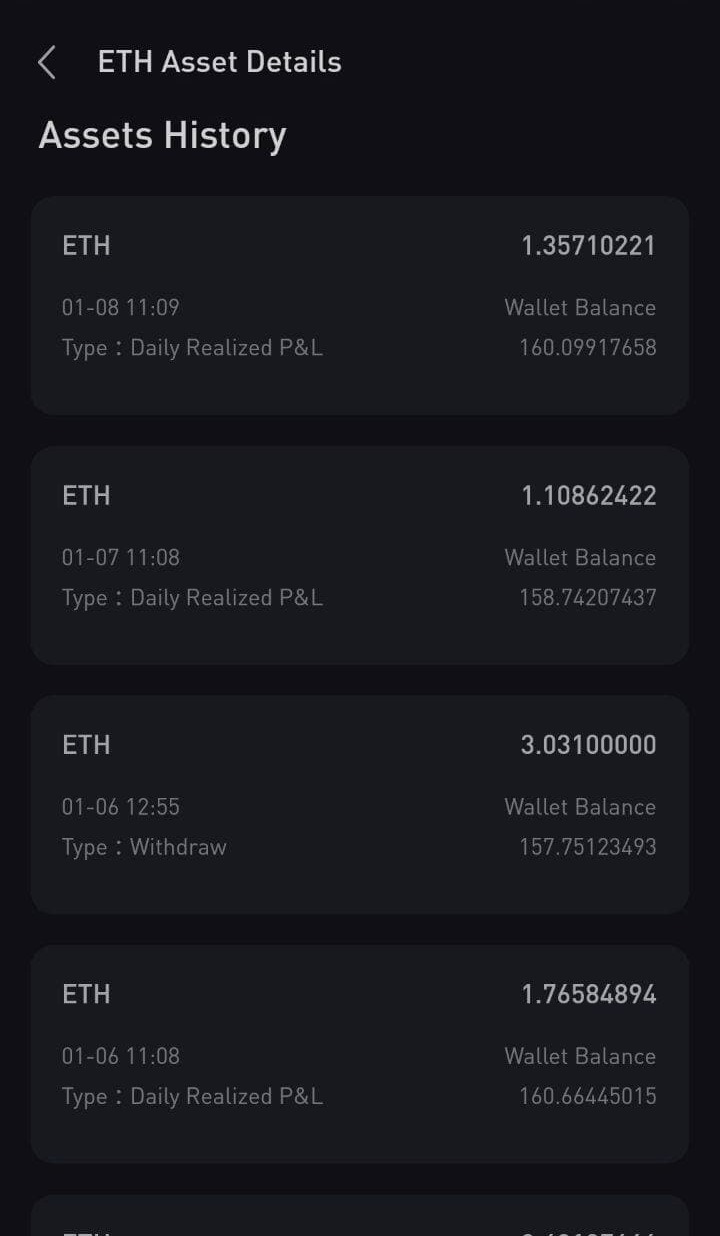 ETH Asset Details
Assets History
ETH 1.35710221
01-08 11:09 Wallet Balance
Type：Daily Realized P&L 160.09917658
ETH 1.10862422
01-07 11:08 Wallet Balance
Type：Daily Realized P&L 158.74207437
ETH 3.03100000
01-06 12:55 Wallet Balance
Type：Withdraw 157.75123493
ETH 1.76584894
01-06 11:08 Wallet Balance
Type：Daily Realized P&L 160.66445015
ETH